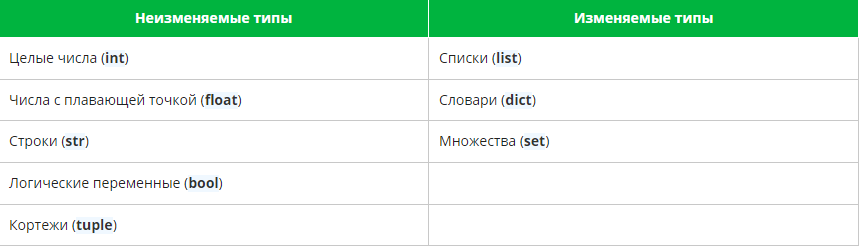 Неизменяемые типы Изменяемые типы
Целые числа (int) Списки (list)
Числа с плавающей точкой (float) Словари (dict)
Строки (str) Множества (set)
Логические переменные (bool)
Кортежи (tuple)